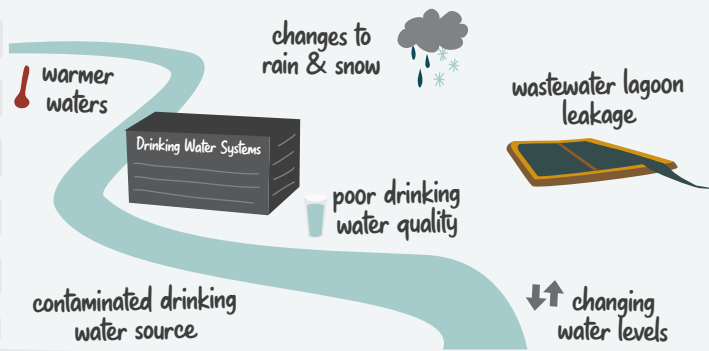 changes to
rain & snow
warmer
waters
wastewater lagoon
leakage
Drinking Water Systems
poor drinking
water quality
contaminated drinking
water source
changing
water levels